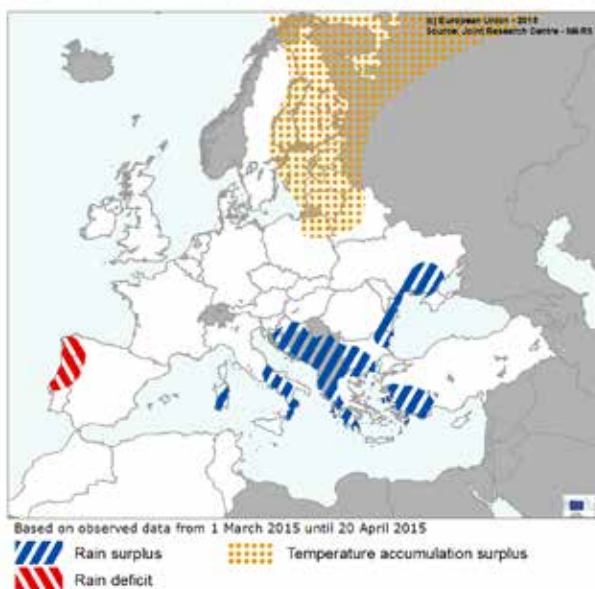 (c) European Union - 2015
Source: Joint Research Centre - MARS
Based on observed data from 1 March 2015 until 20 April 2015
Rain surplus
Temperature accumulation surplus
Rain deficit